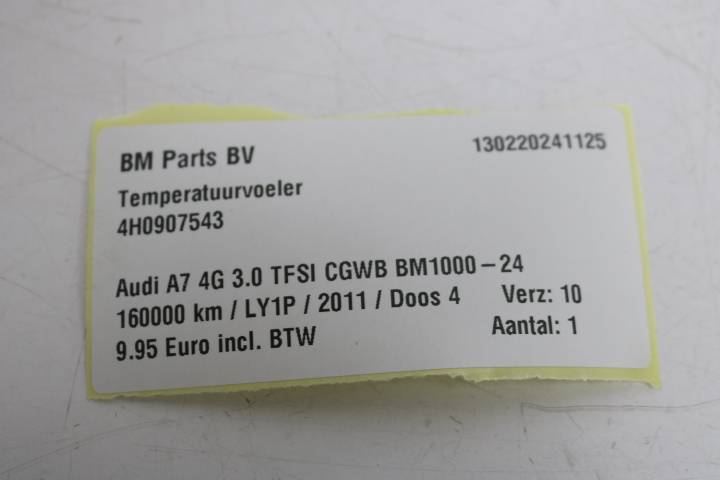 BM Parts BV 130220241125
Temperatuurvoeler
4H0907543
Audi A7 4G 3.0 TFSI CGWB BM1000-24
160000 km / LY1P / 2011 / Doos 4 Verz: 10
9.95 Euro incl. BTW Aantal: 1